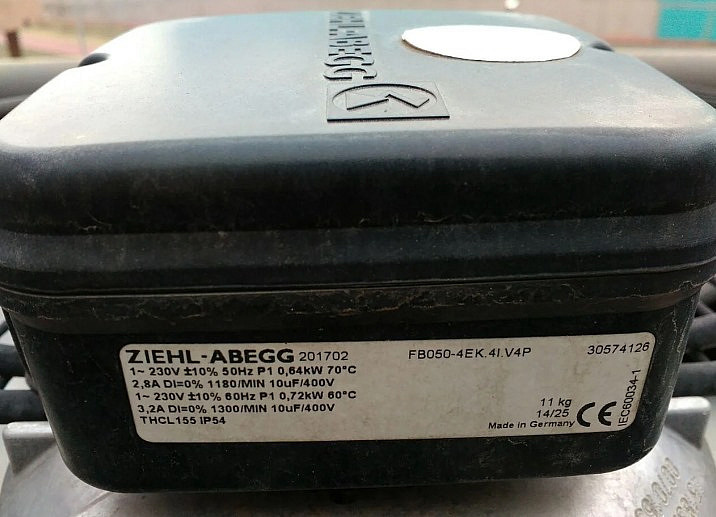 ZIEHL-ABEGG
ZIEHL-ABEGG 201702 FB050-4EK.4I.V4P 30574126
1~ 230V ±10% 50Hz P1 0,64kW 70°C
2,8A DI=0% 1180/MIN 10uF/400V
1~ 230V ±10% 60Hz P1 0,72kW 60°C
3,2A DI=0% 1300/MIN 10uF/400V
THCL155 IP54
11 kg
14/25
Made in Germany
CE
IEC60034-1